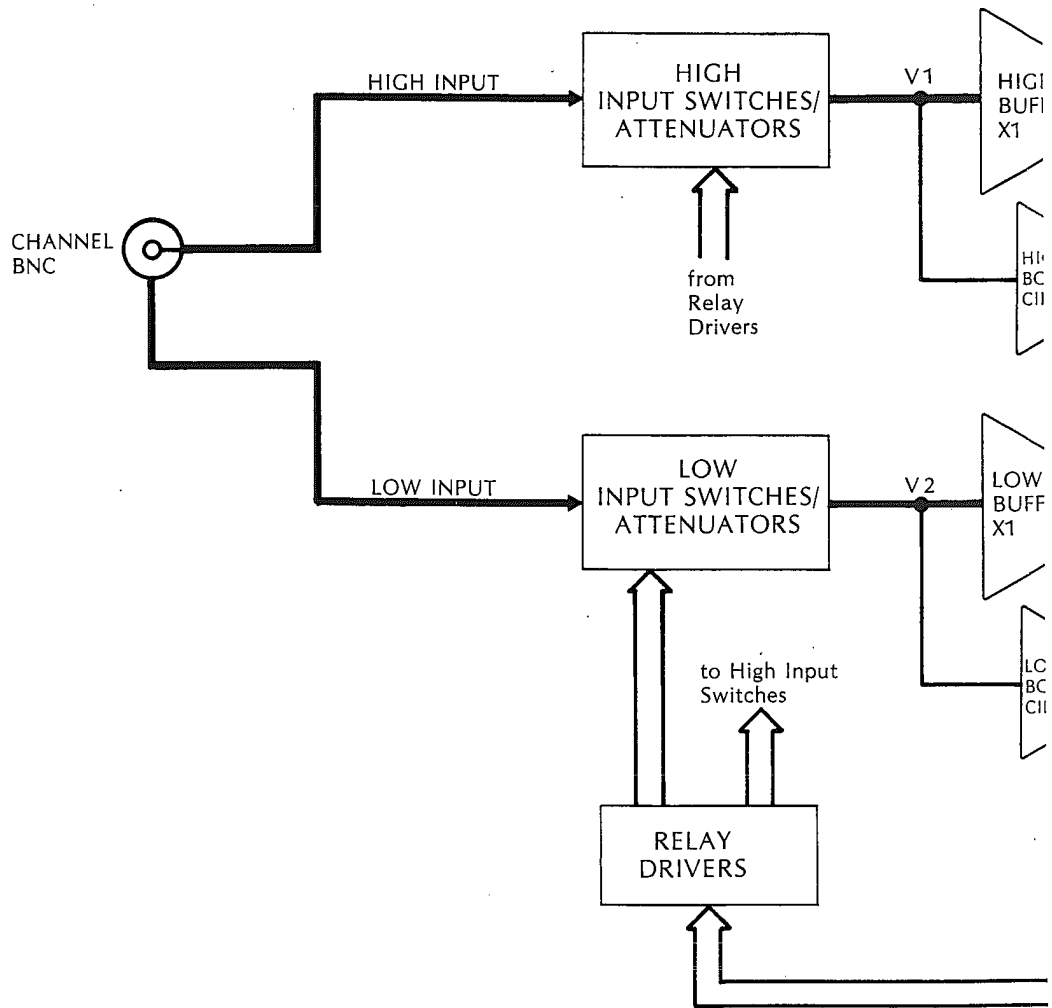 HIGH INPUT
HIGH
INPUT SWITCHES/
ATTENUATORS
V1
X1
CHANNEL
BNC
from
Relay
Drivers
LOW INPUT
LOW
INPUT SWITCHES/
ATTENUATORS
V2
LOW
BUFF
X1
to High Input
Switches
RELAY
DRIVERS